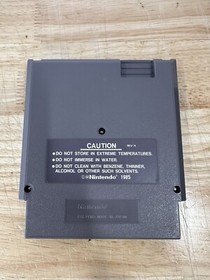 CAUTION
●DO NOT STORE IN EXTREME TEMPERATURES.
●DO NOT IMMERSE IN WATER.
●DO NOT CLEAN WITH BENZENE, THINNER,
ALCOHOL OR OTHER SUCH SOLVENTS.
©Nintendo 1985